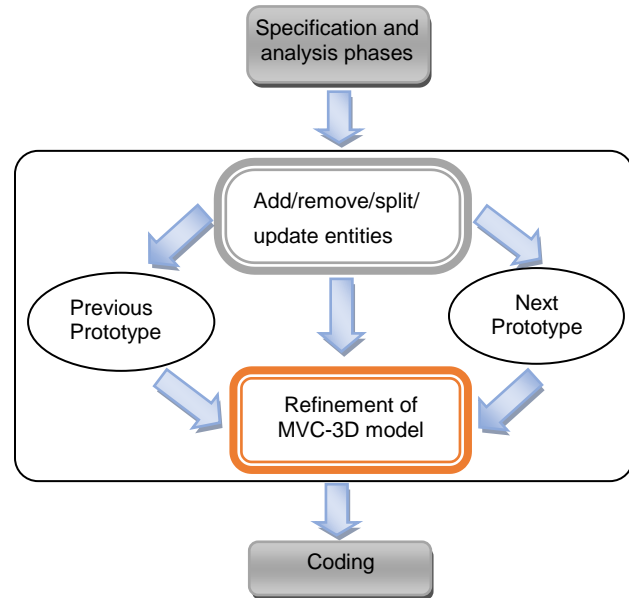 Specification and
analysis phases
Add/remove/split/
update entities
Previous
Prototype
Next
Prototype
Refinement of
MVC-3D model
Coding